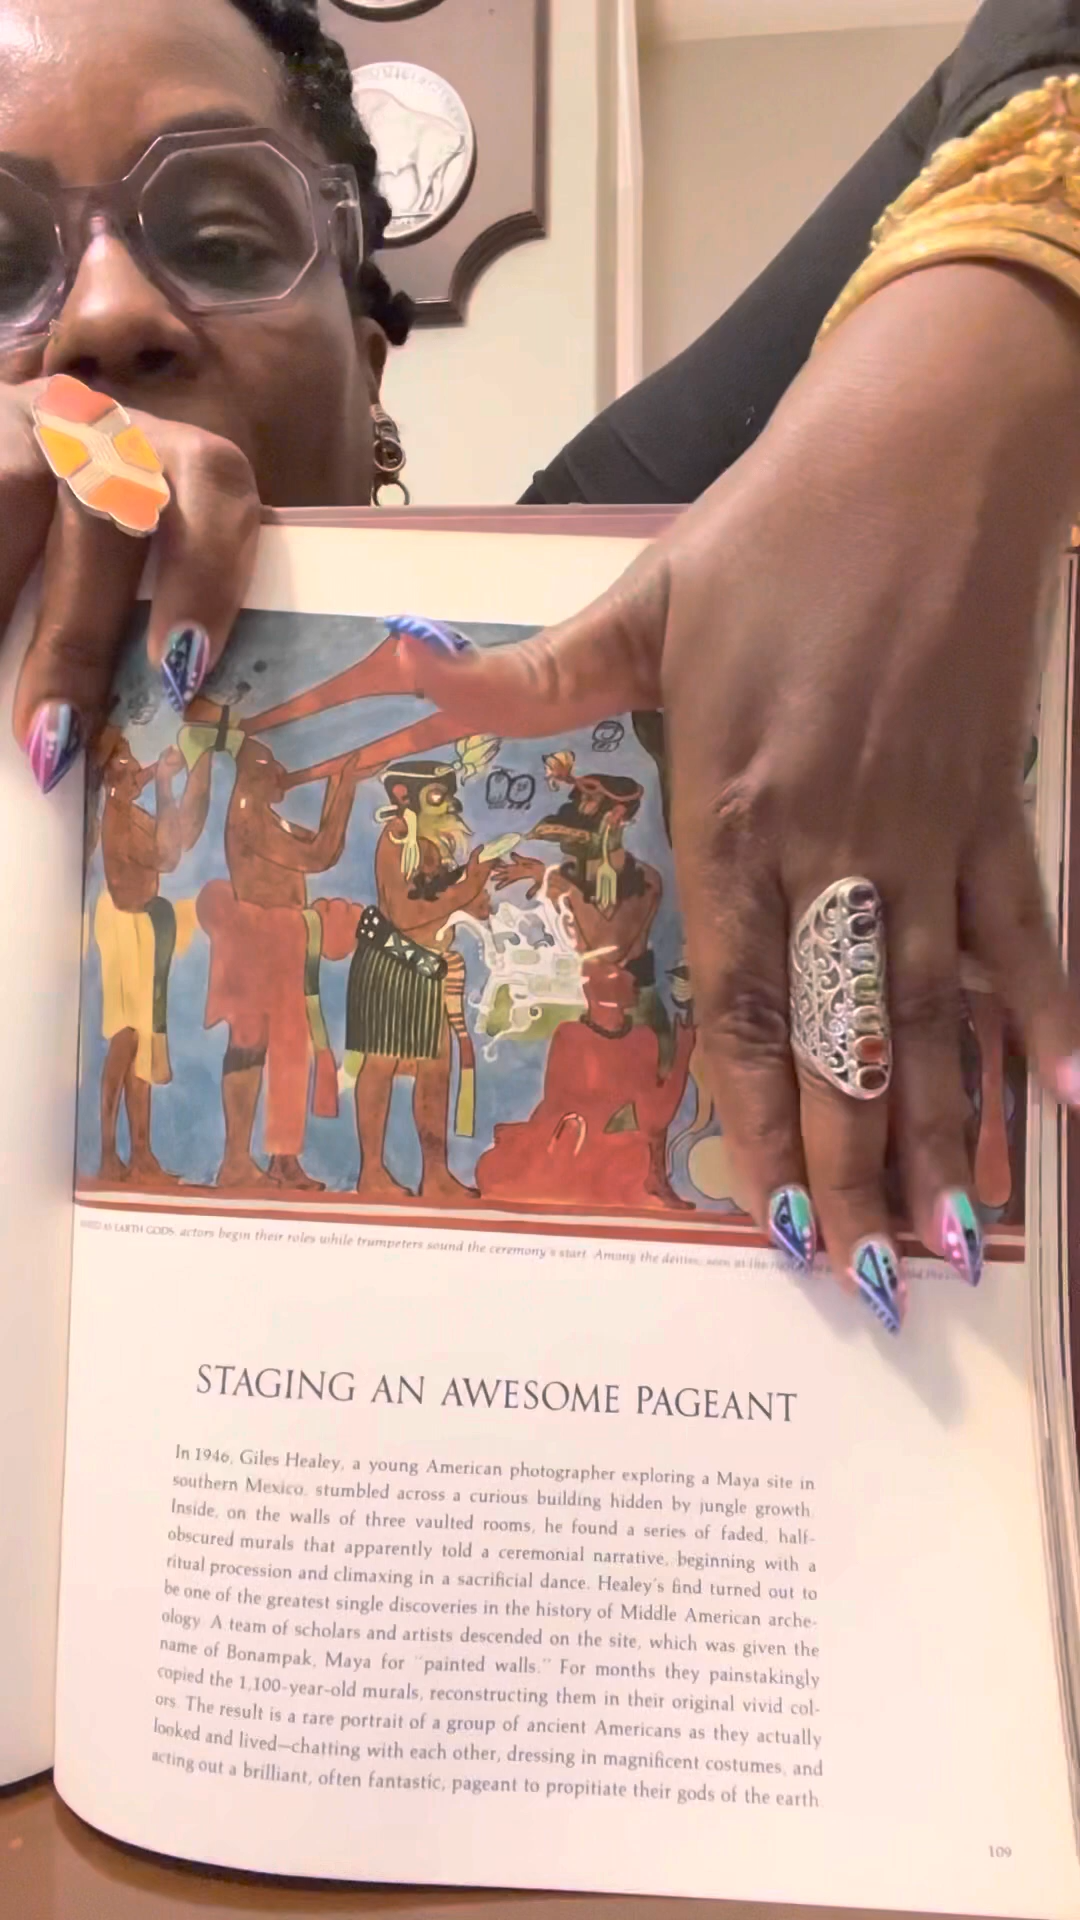 EARTH GODS, actors begin their roles while trumpeters sound the ceremony's start. Among the deities, seen at the
STAGING AN AWESOME PAGEANT
In 1946, Giles Healey, a young American photographer exploring a Maya site in
southern Mexico, stumbled across a curious building hidden by jungle growth.
Inside, on the walls of three vaulted rooms, he found a series of faded, half-
obscured murals that apparently told a ceremonial narrative, beginning with a
ritual procession and climaxing in a sacrificial dance. Healey's find turned out to
be one of the greatest single discoveries in the history of Middle American arche-
ology. A team of scholars and artists descended on the site, which was given the
name of Bonampak, Maya for "painted walls." For months they painstakingly
copied the 1,100-year-old murals, reconstructing them in their original vivid col-
ors. The result is a rare portrait of a group of ancient Americans as they actually
looked and lived—chatting with each other, dressing in magnificent costumes, and
acting out a brilliant, often fantastic, pageant to propitiate their gods of the earth.
109